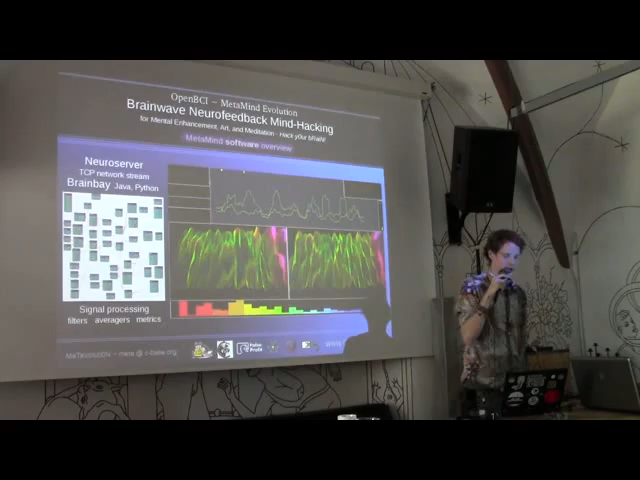 OpenBCI – MetaMind Evolution
Brainwave Neurofeedback Mind-Hacking
for Mental Enhancement, Art, and Meditation - Hack y0ur bRaiN!
MetaMind software overview
Neuroserver
TCP network stream
Brainbay Java, Python
Signal processing
filters averagers metrics